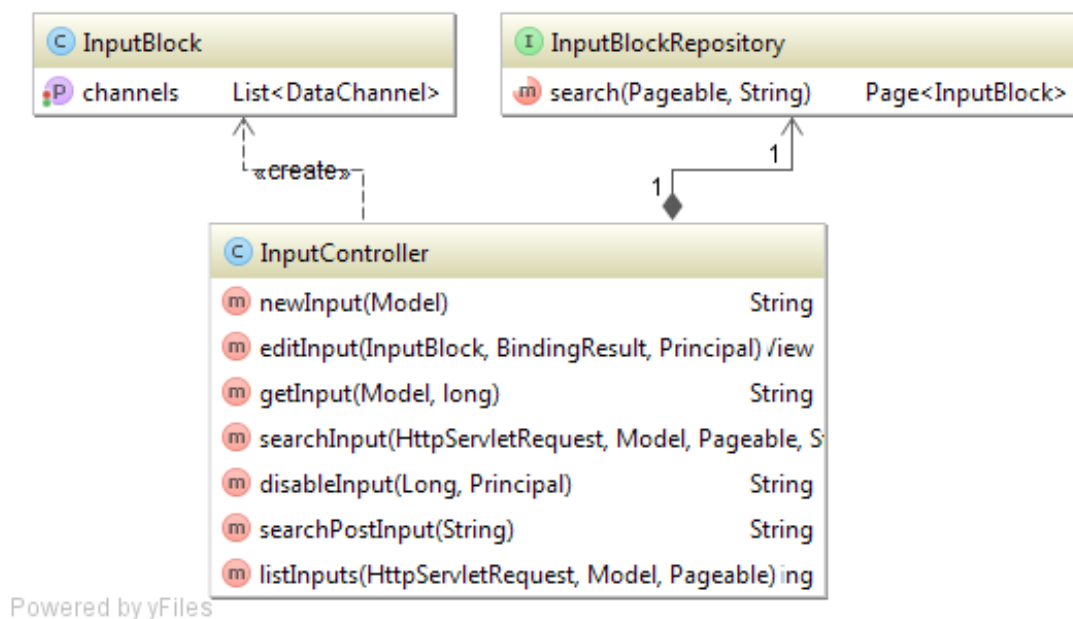 C InputBlock
P channels List<DataChannel>
I InputBlockRepository
m search(Pageable, String) Page<InputBlock>
«create»
1
1
C InputController
m newInput(Model) String
m editInput(InputBlock, BindingResult, Principal) /iew
m getInput(Model, long) String
m searchInput(HttpServletRequest, Model, Pageable, S
m disableInput(Long, Principal) String
m searchPostInput(String) String
m listInputs(HttpServletRequest, Model, Pageable) ing
Powered by yFiles